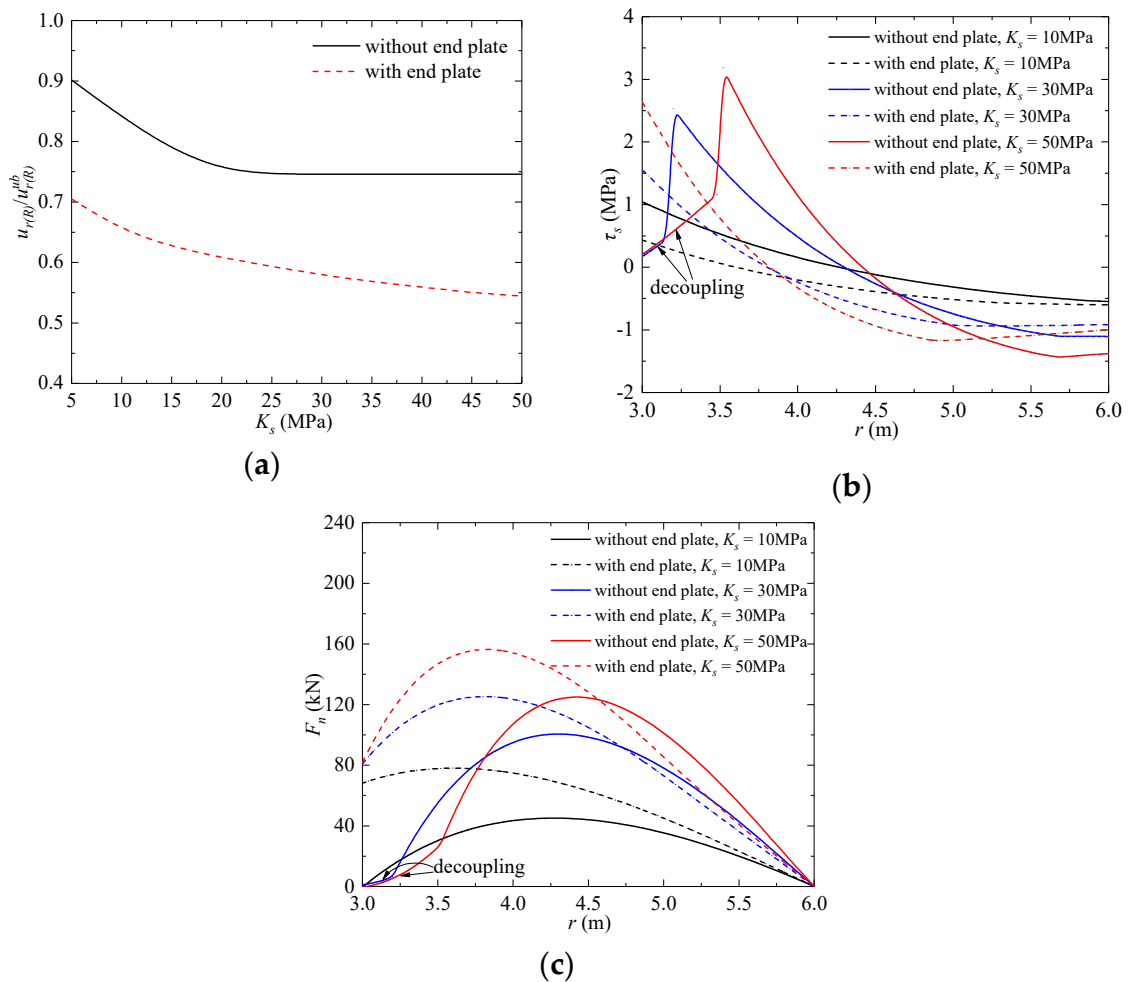 1.0
0.9
0.8
0.7
0.6
0.5
0.4
u_{r(R)}/u_{r(R)}^{ub}
without end plate
with end plate
5 10 15 20 25 30 35 40 45 50
K_s (MPa)
(a)
4
3
2
1
0
-1
-2
τ_s (MPa)
without end plate, K_s = 10MPa
with end plate, K_s = 10MPa
without end plate, K_s = 30MPa
with end plate, K_s = 30MPa
without end plate, K_s = 50MPa
with end plate, K_s = 50MPa
decoupling
3.0 3.5 4.0 4.5 5.0 5.5 6.0
r (m)
(b)
240
200
160
120
80
40
0
F_n (kN)
without end plate, K_s = 10MPa
with end plate, K_s = 10MPa
without end plate, K_s = 30MPa
with end plate, K_s = 30MPa
without end plate, K_s = 50MPa
with end plate, K_s = 50MPa
decoupling
3.0 3.5 4.0 4.5 5.0 5.5 6.0
r (m)
(c)